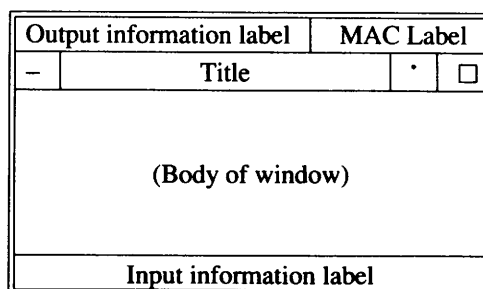 Output information label MAC Label
– Title · □
(Body of window)
Input information label